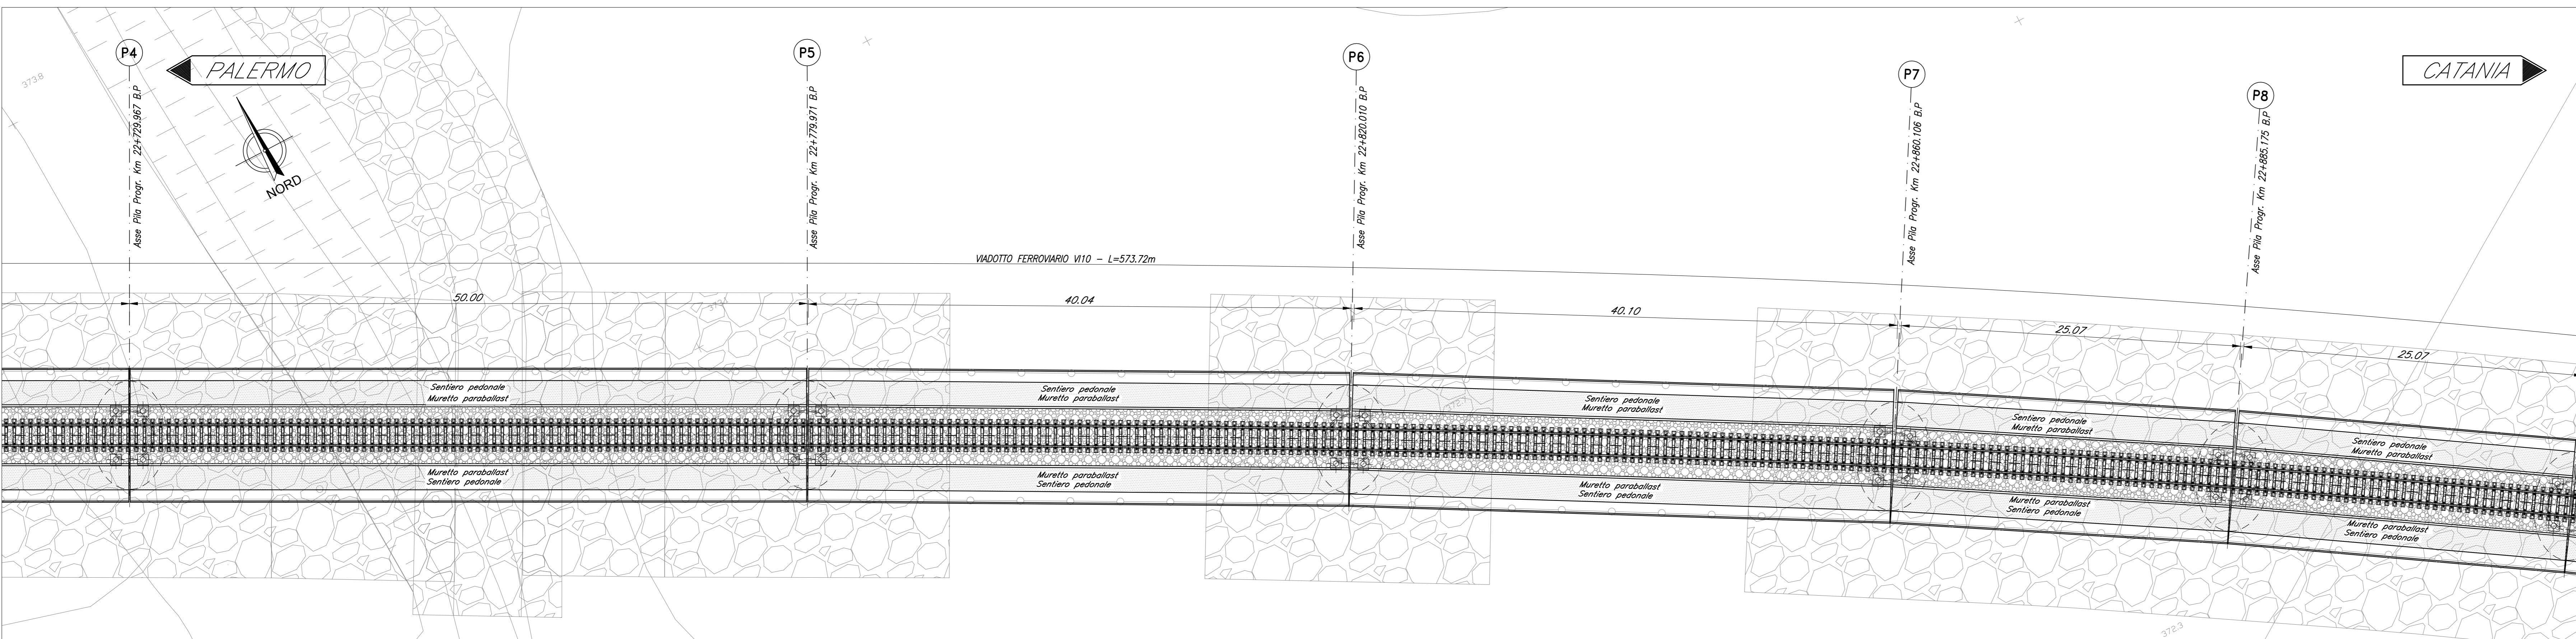 P4
P5
P6
P7
P8
PALERMO
CATANIA
373.8
NORD
Asse Pila Progr. Km 22+729.967 B.P
Asse Pila Progr. Km 22+779.971 B.P
Asse Pila Progr. Km 22+820.010 B.P
Asse Pila Progr. Km 22+860.106 B.P
Asse Pila Progr. Km 22+885.175 B.P
VIADOTTO FERROVIARIO VI10 - L=573.72m
50.00
40.04
40.10
25.07
25.07
Sentiero pedonale
Muretto paraballast
Sentiero pedonale
Muretto paraballast
Sentiero pedonale
Muretto paraballast
Sentiero pedonale
Muretto paraballast
Sentiero pedonale
Muretto paraballast
Muretto paraballast
Sentiero pedonale
Muretto paraballast
Sentiero pedonale
Muretto paraballast
Sentiero pedonale
Muretto paraballast
Sentiero pedonale
Muretto paraballast
Sentiero pedonale
372.3